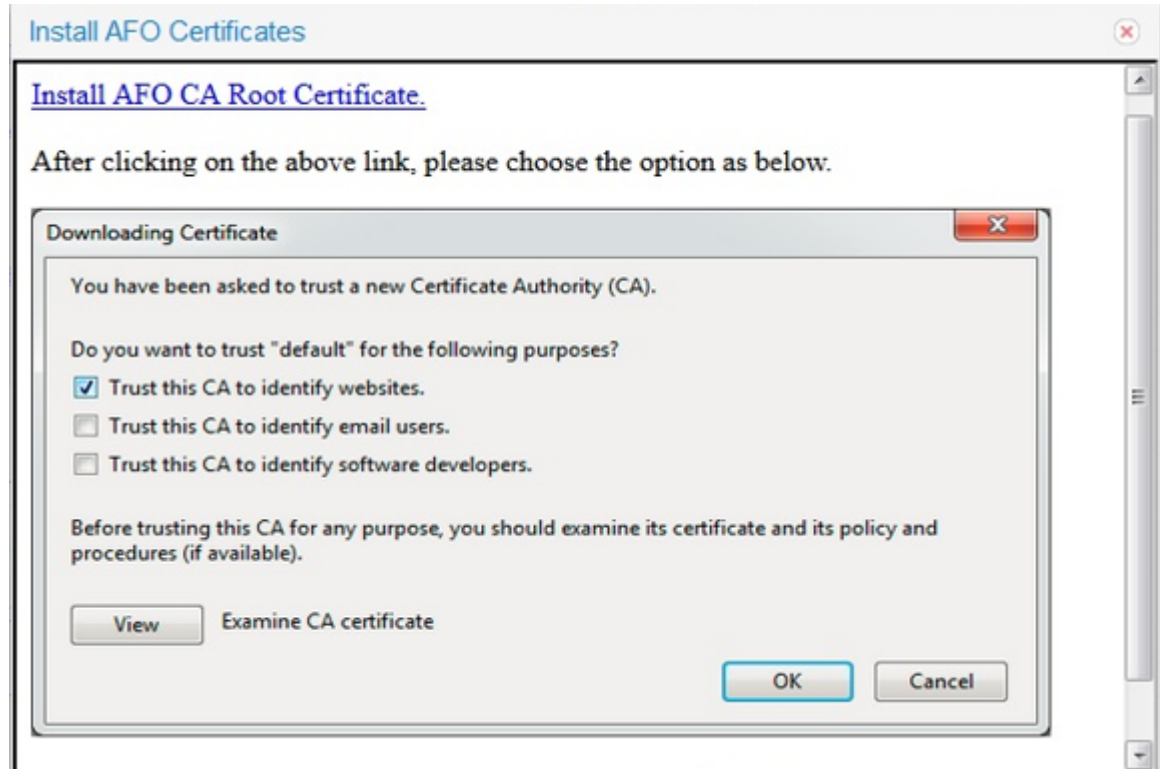 Install AFO Certificates
Install AFO CA Root Certificate.
After clicking on the above link, please choose the option as below.
Downloading Certificate
You have been asked to trust a new Certificate Authority (CA).
Do you want to trust "default" for the following purposes?
Trust this CA to identify websites.
Trust this CA to identify email users.
Trust this CA to identify software developers.
Before trusting this CA for any purpose, you should examine its certificate and its policy and
procedures (if available).
View Examine CA certificate
OK Cancel